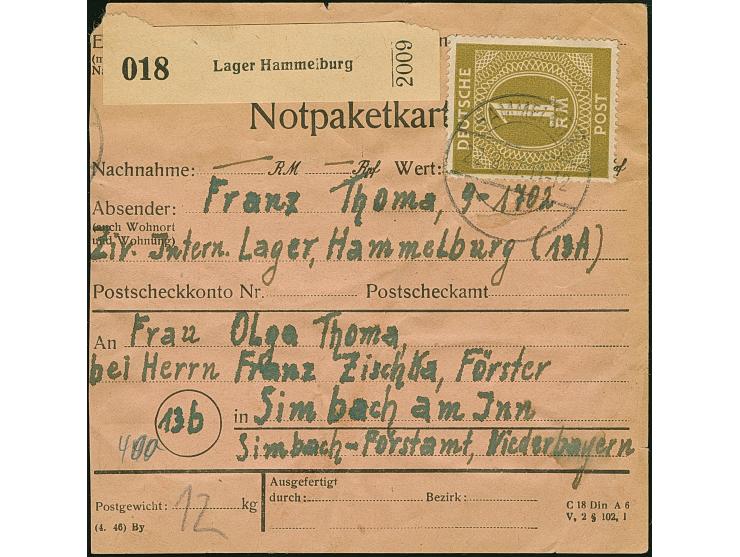 018 Lager Hammelburg 2009
DEUTSCHE POST
1 RM
Notpaketkart
Nachnahme: RM Rpf Wert:
Absender: Franz Thoma, 9-1702
(auch Wohnort
und Wohnung)
Ziv. Intern. Lager, Hammelburg (13A)
Postscheckkonto Nr. Postscheckamt
An Frau Olga Thoma,
bei Herrn Franz Zischka, Förster
13b in Simbach am Inn
400 Simbach-Forstamt, Niederbayern
Ausgefertigt
durch: Bezirk:
Postgewicht: 12 kg
C 18 Din A 6
(4. 46) By V, 2 § 102, 1